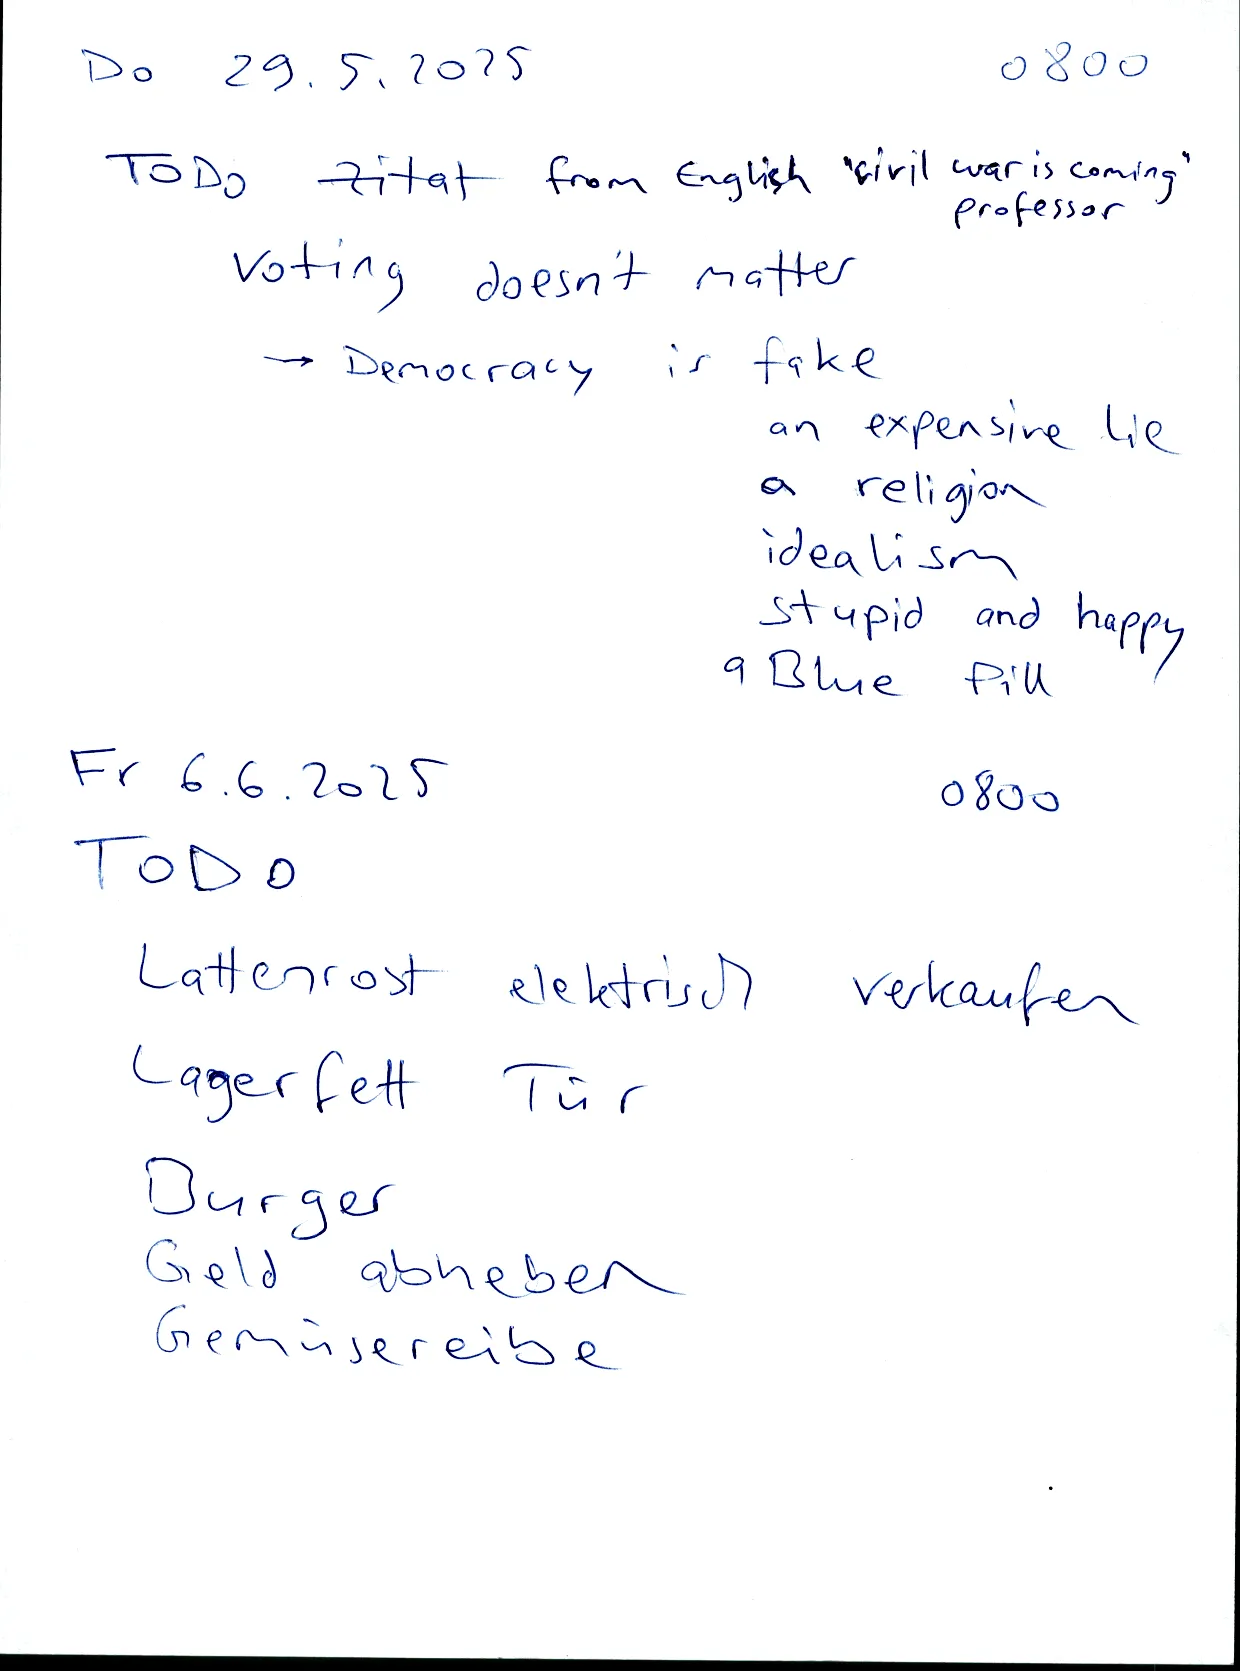 Do 29.5.2025 0800
TODO Zitat from English "civil war is coming"
professor
Voting doesn't matter
→ Democracy is fake
an expensive lie
a religion
idealism
stupid and happy
a Blue Pill
Fr 6.6.2025 0800
TODO
Lattenrost elektrisch verkaufen
Lagerfett Tür
Burger
Geld abheben
Gemüsereibe